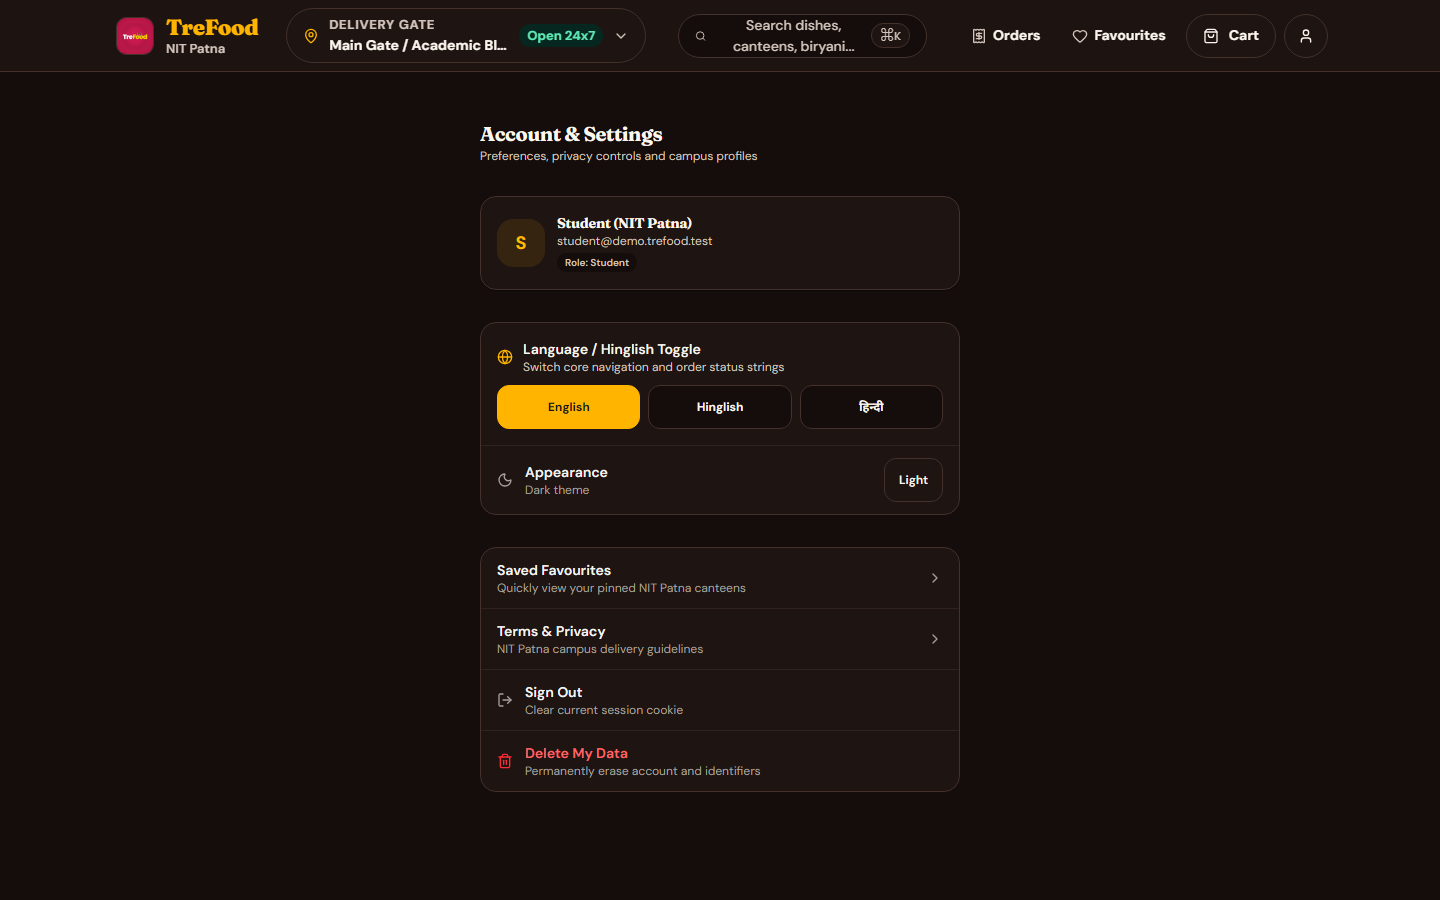 TreFood
TreFood
NIT Patna
DELIVERY GATE
Main Gate / Academic Bl...
Open 24x7
Search dishes,
canteens, biryani...
⌘K
Orders
Favourites
Cart
Account & Settings
Preferences, privacy controls and campus profiles
S
Student (NIT Patna)
student@demo.trefood.test
Role: Student
Language / Hinglish Toggle
Switch core navigation and order status strings
English
Hinglish
हिन्दी
Appearance
Dark theme
Light
Saved Favourites
Quickly view your pinned NIT Patna canteens
Terms & Privacy
NIT Patna campus delivery guidelines
Sign Out
Clear current session cookie
Delete My Data
Permanently erase account and identifiers